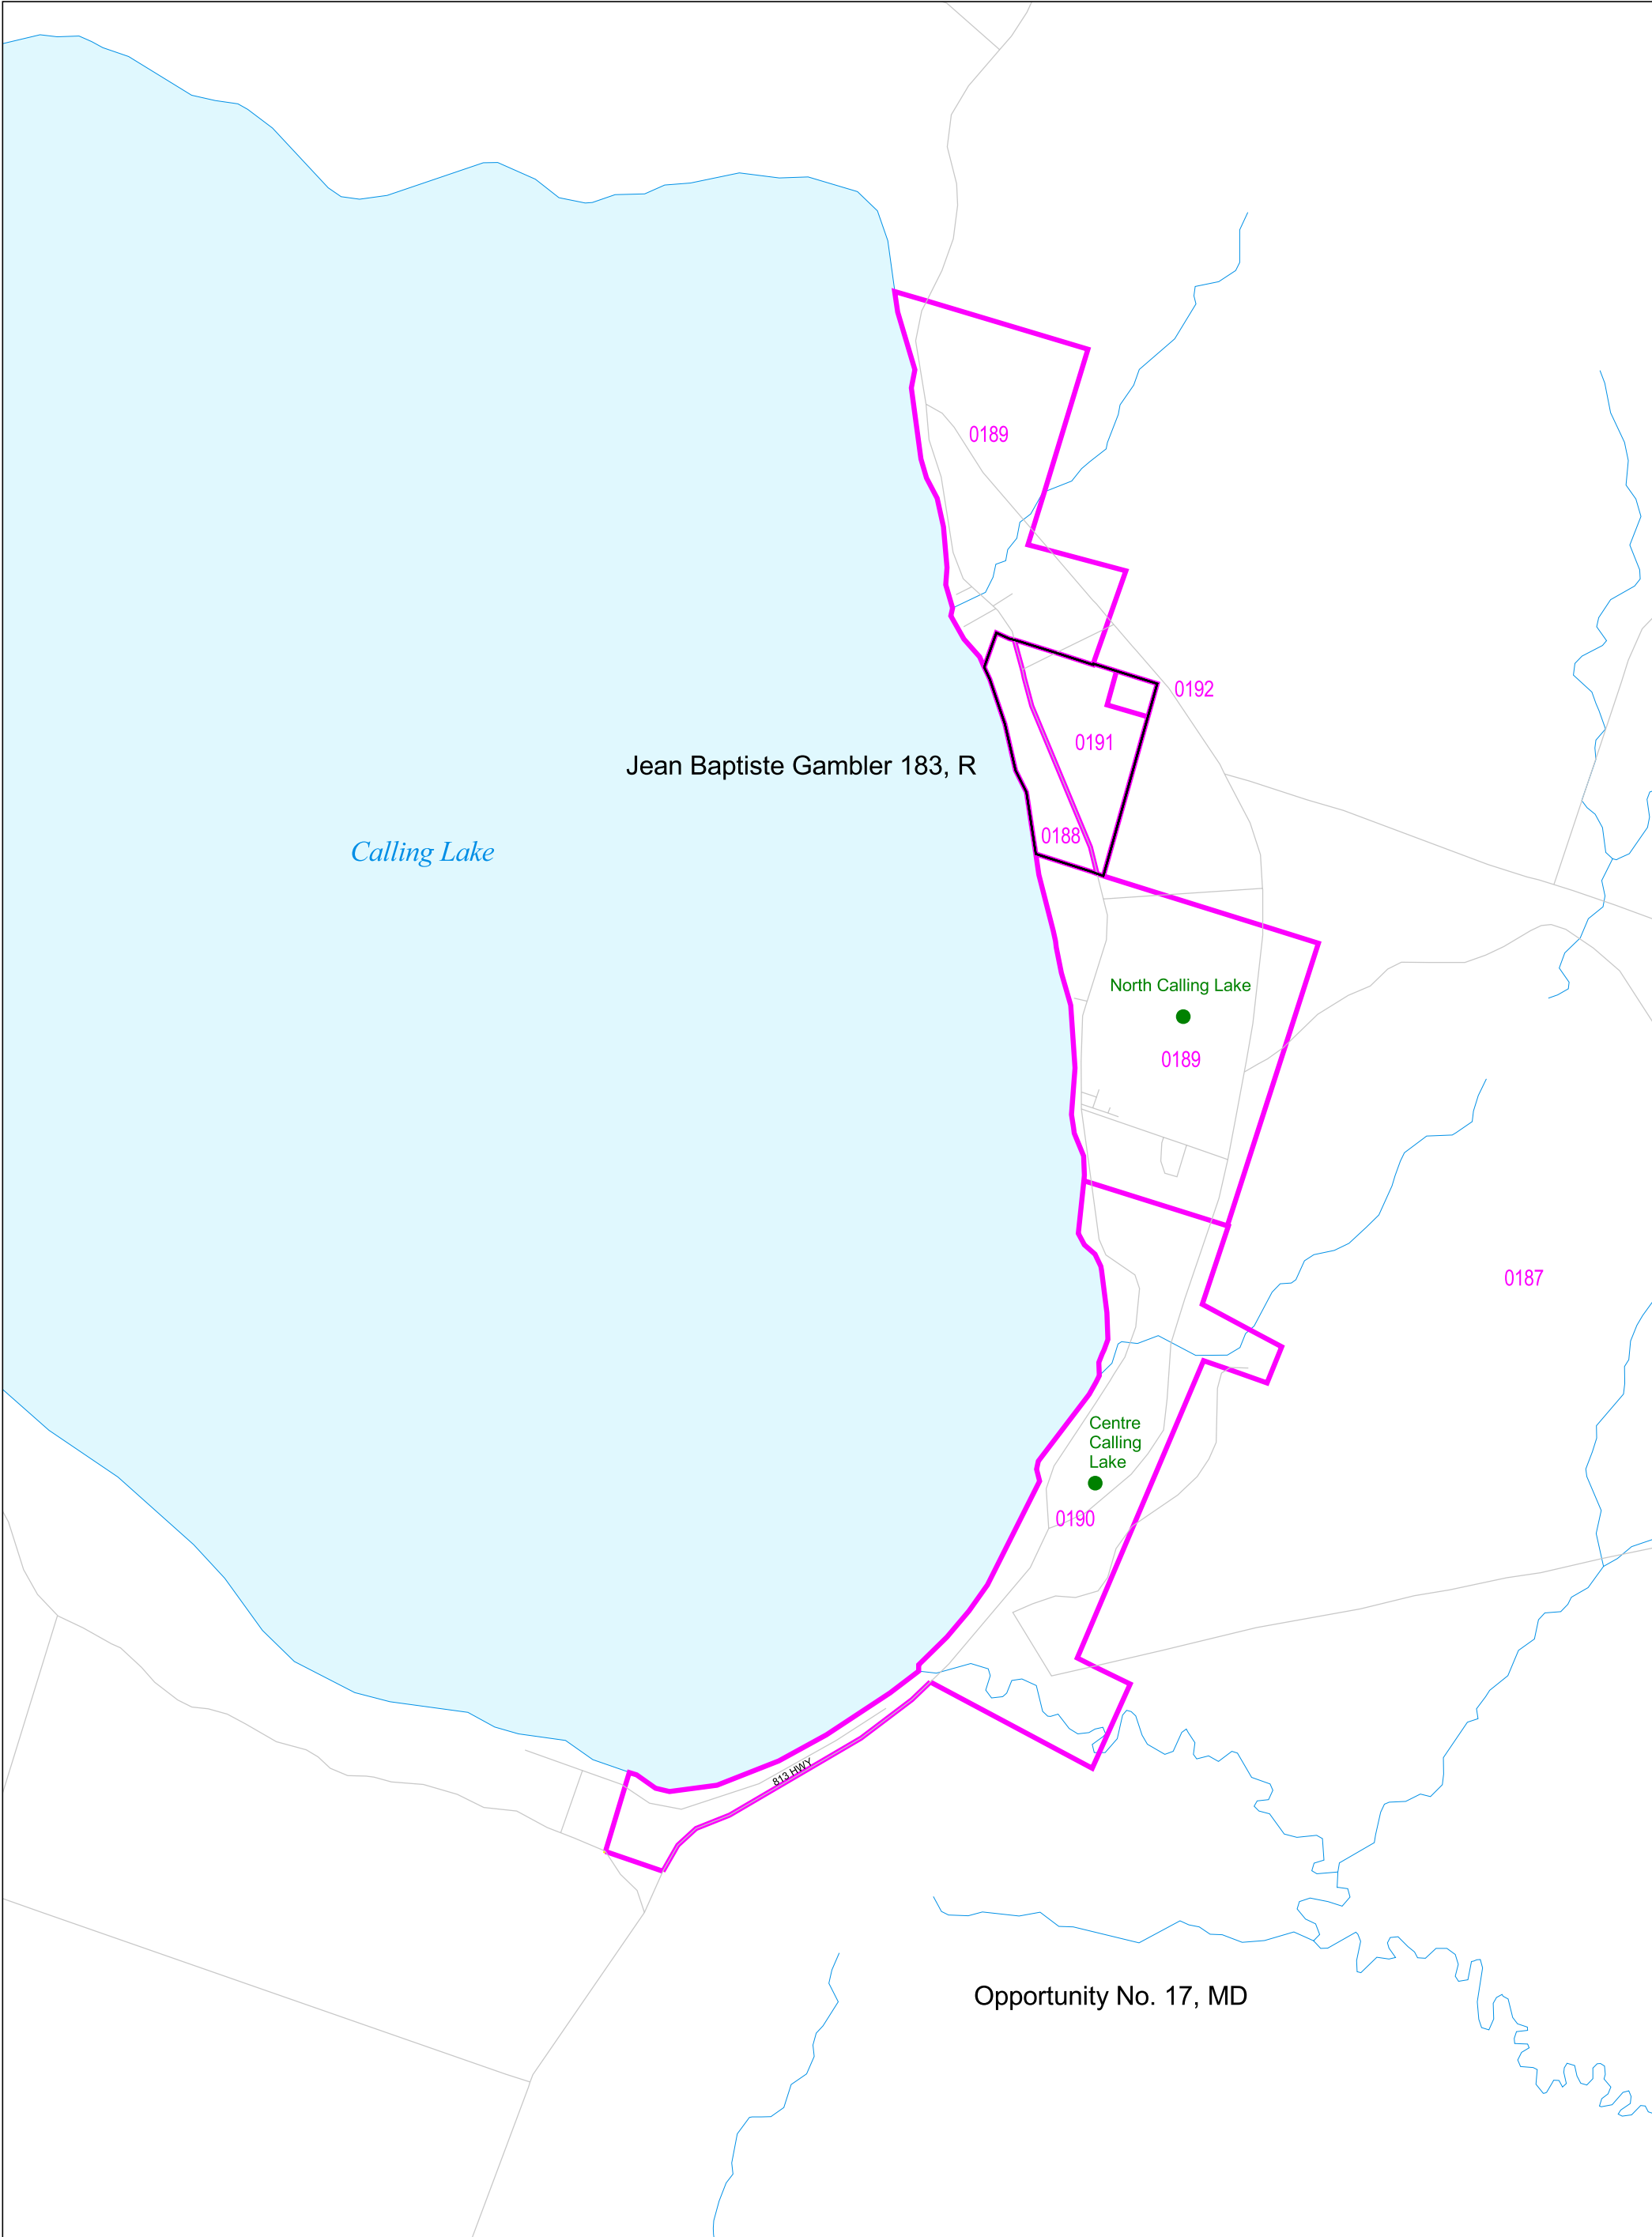 0189
0192
0191
Jean Baptiste Gambler 183, R
0188
Calling Lake
North Calling Lake
0189
0187
Centre
Calling
Lake
0190
813 HWY
Opportunity No. 17, MD